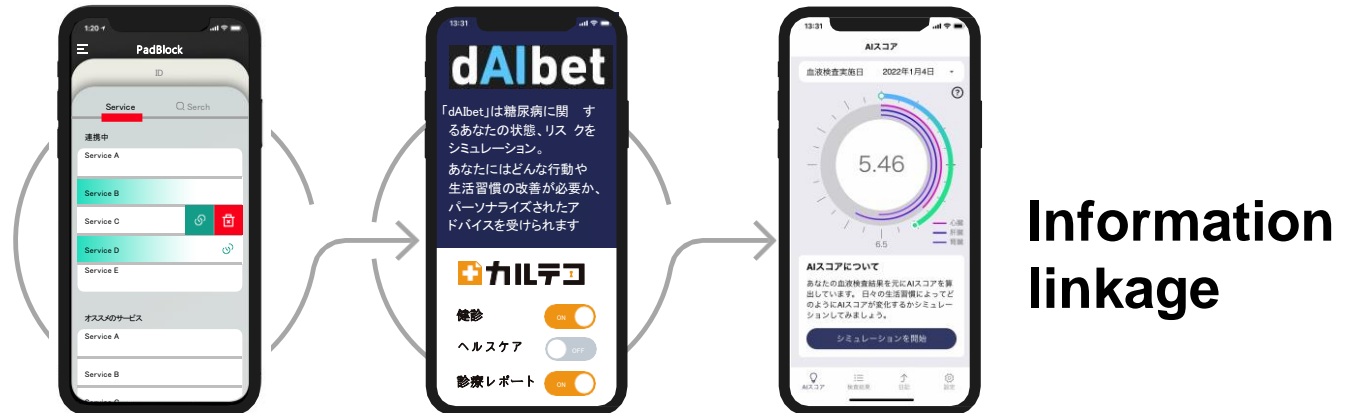 1:20
PadBlock
ID
Service
Serch
連携中
Service A
Service B
Service C
Service D
Service E
オススメのサービス
Service A
Service B
13:31
dAIbet
「dAIbet」は糖尿病に関 す
るあなたの状態、リス クを
シミュレーション。
あなたにはどんな行動や
生活習慣の改善が必要か、
パーソナライズされたア
ドバイスを受けられます
カルテコ
健診 ON
ヘルスケア OFF
診療レポート ON
13:31
AIスコア
血液検査実施日 2022年1月4日
?
5.46
心臓
肝臓
腎臓
6.5
AIスコアについて
あなたの血液検査結果を元にAIスコアを算
出しています。 日々の生活習慣によってど
のようにAIスコアが変化するかシミュレー
ションしてみましょう。
シミュレーションを開始
AIスコア 検査結果 日記 設定
Information
linkage